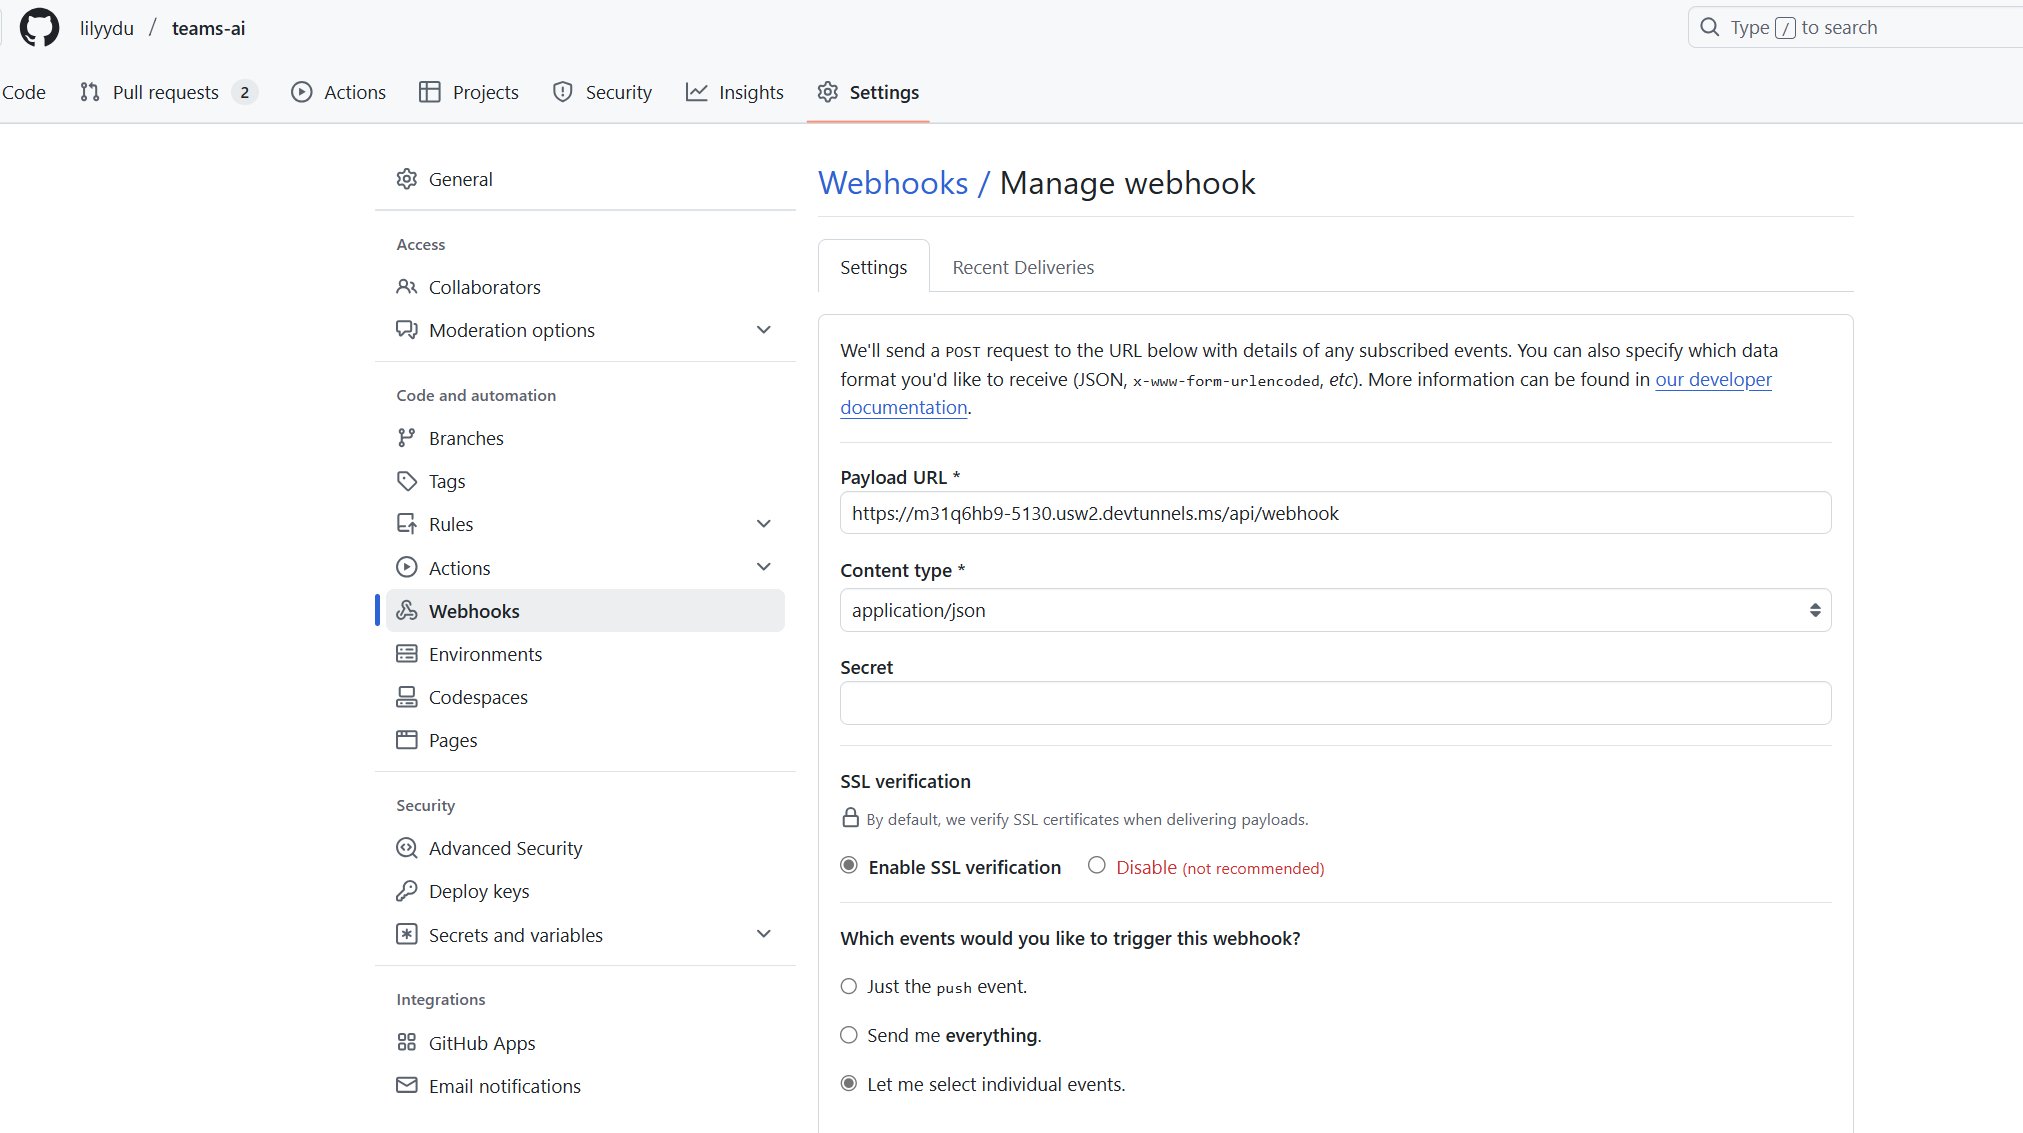 lilyydu / teams-ai
Type / to search
Code
Pull requests 2
Actions
Projects
Security
Insights
Settings
General
Access
Collaborators
Moderation options
Code and automation
Branches
Tags
Rules
Actions
Webhooks
Environments
Codespaces
Pages
Security
Advanced Security
Deploy keys
Secrets and variables
Integrations
GitHub Apps
Email notifications
Webhooks / Manage webhook
Settings
Recent Deliveries
We'll send a POST request to the URL below with details of any subscribed events. You can also specify which data
format you'd like to receive (JSON, x-www-form-urlencoded, etc). More information can be found in our developer
documentation.
Payload URL *
https://m31q6hb9-5130.usw2.devtunnels.ms/api/webhook
Content type *
application/json
Secret
SSL verification
By default, we verify SSL certificates when delivering payloads.
Enable SSL verification
Disable (not recommended)
Which events would you like to trigger this webhook?
Just the push event.
Send me everything.
Let me select individual events.